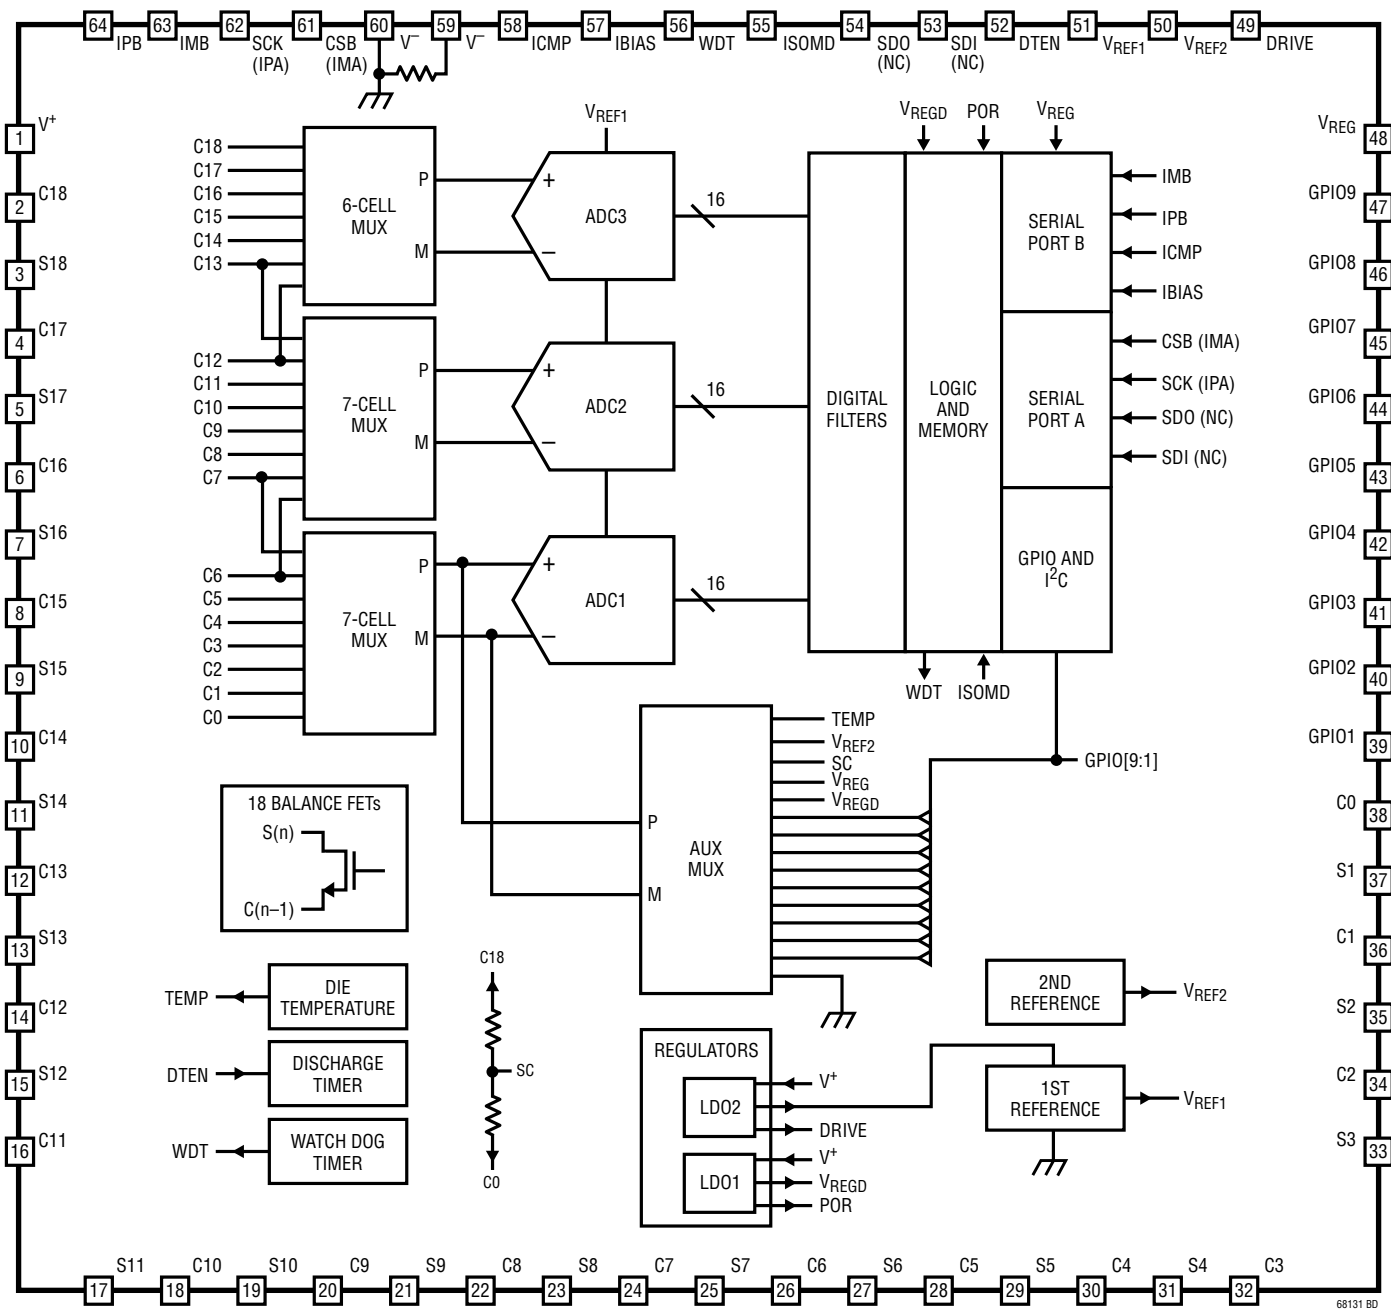 64 63 62 61 60 59 58 57 56 55 54 53 52 51 50 49
IPB IMB SCK (IPA) CSB (IMA) V– V– ICMP IBIAS WDT ISOMD SDO (NC) SDI (NC) DTEN VREF1 VREF2 DRIVE
1 V+
2 C18
3 S18
4 C17
5 S17
6 C16
7 S16
8 C15
9 S15
10 C14
11 S14
12 C13
13 S13
14 C12
15 S12
16 C11
C18
C17
C16
C15
C14
C13
6-CELL
MUX
P
M
VREF1
+
ADC3
–
16
C12
C11
C10
C9
C8
C7
7-CELL
MUX
P
M
+
ADC2
–
16
C6
C5
C4
C3
C2
C1
C0
7-CELL
MUX
P
M
+
ADC1
–
16
VREGD POR VREG
DIGITAL
FILTERS
LOGIC
AND
MEMORY
SERIAL
PORT B
SERIAL
PORT A
GPIO AND
I2C
IMB
IPB
ICMP
IBIAS
CSB (IMA)
SCK (IPA)
SDO (NC)
SDI (NC)
WDT ISOMD
GPIO[9:1]
P
M
AUX
MUX
TEMP
VREF2
SC
VREG
VREGD
18 BALANCE FETs
S(n)
C(n–1)
TEMP
DIE
TEMPERATURE
DTEN
DISCHARGE
TIMER
WDT
WATCH DOG
TIMER
C18
SC
C0
REGULATORS
LDO2
V+
DRIVE
LDO1
V+
VREGD
POR
2ND
REFERENCE
VREF2
1ST
REFERENCE
VREF1
VREG 48
GPIO9 47
GPIO8 46
GPIO7 45
GPIO6 44
GPIO5 43
GPIO4 42
GPIO3 41
GPIO2 40
GPIO1 39
C0 38
S1 37
C1 36
S2 35
C2 34
S3 33
S11 C10 S10 C9 S9 C8 S8 C7 S7 C6 S6 C5 S5 C4 S4 C3
17 18 19 20 21 22 23 24 25 26 27 28 29 30 31 32
68131 BD